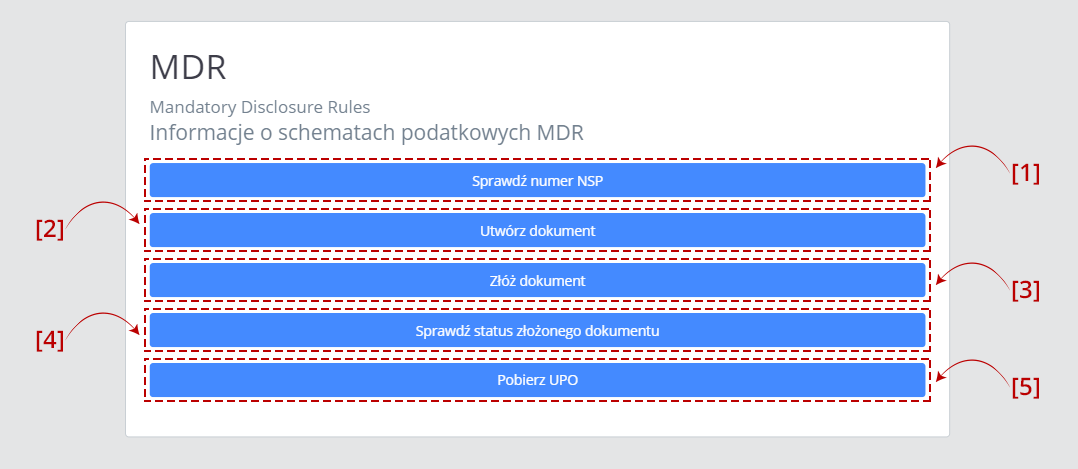 MDR
Mandatory Disclosure Rules
Informacje o schematach podatkowych MDR
Sprawdź numer NSP
[1]
[2]
Utwórz dokument
Złóż dokument
[3]
[4]
Sprawdź status złożonego dokumentu
Pobierz UPO
[5]